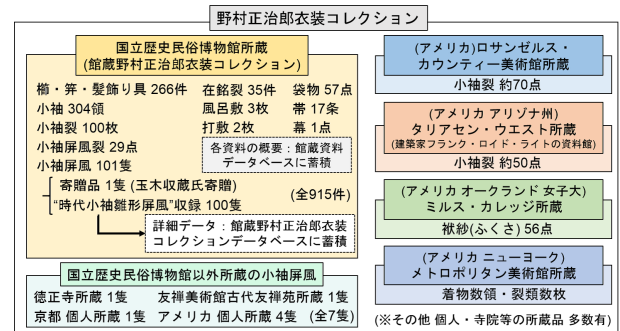 野村正治郎衣装コレクション
国立歴史民俗博物館所蔵
(館蔵野村正治郎衣装コレクション)
櫛・笄・髪飾り具 266件
在銘裂 35件
袋物 57点
小袖 304領
風呂敷 3枚
帯 17条
小袖裂 100枚
打敷 2枚
幕 1点
小袖屏風裂 29点
小袖屏風 101隻
各資料の概要：館蔵資料
データベースに蓄積
寄贈品 1隻 (玉木収蔵氏寄贈)
“時代小袖雛形屏風”収録 100隻
(全915件)
詳細データ：館蔵野村正治郎衣装
コレクションデータベースに蓄積
国立歴史民俗博物館以外所蔵の小袖屏風
徳正寺所蔵 1隻
友禅美術館古代友禅苑所蔵 1隻
京都 個人所蔵 1隻
アメリカ 個人所蔵 4隻
(全7隻)
(アメリカ)ロサンゼルス・
カウンティー美術館所蔵
小袖裂 約70点
(アメリカ アリゾナ州)
タリアセン・ウエスト所蔵
(建築家フランク・ロイド・ライトの資料館)
小袖裂 約50点
(アメリカ オークランド 女子大)
ミルス・カレッジ所蔵
袱紗(ふくさ) 56点
(アメリカ ニューヨーク)
メトロポリタン美術館所蔵
着物数領・裂類数枚
(※その他 個人・寺院等の所蔵品 多数有)